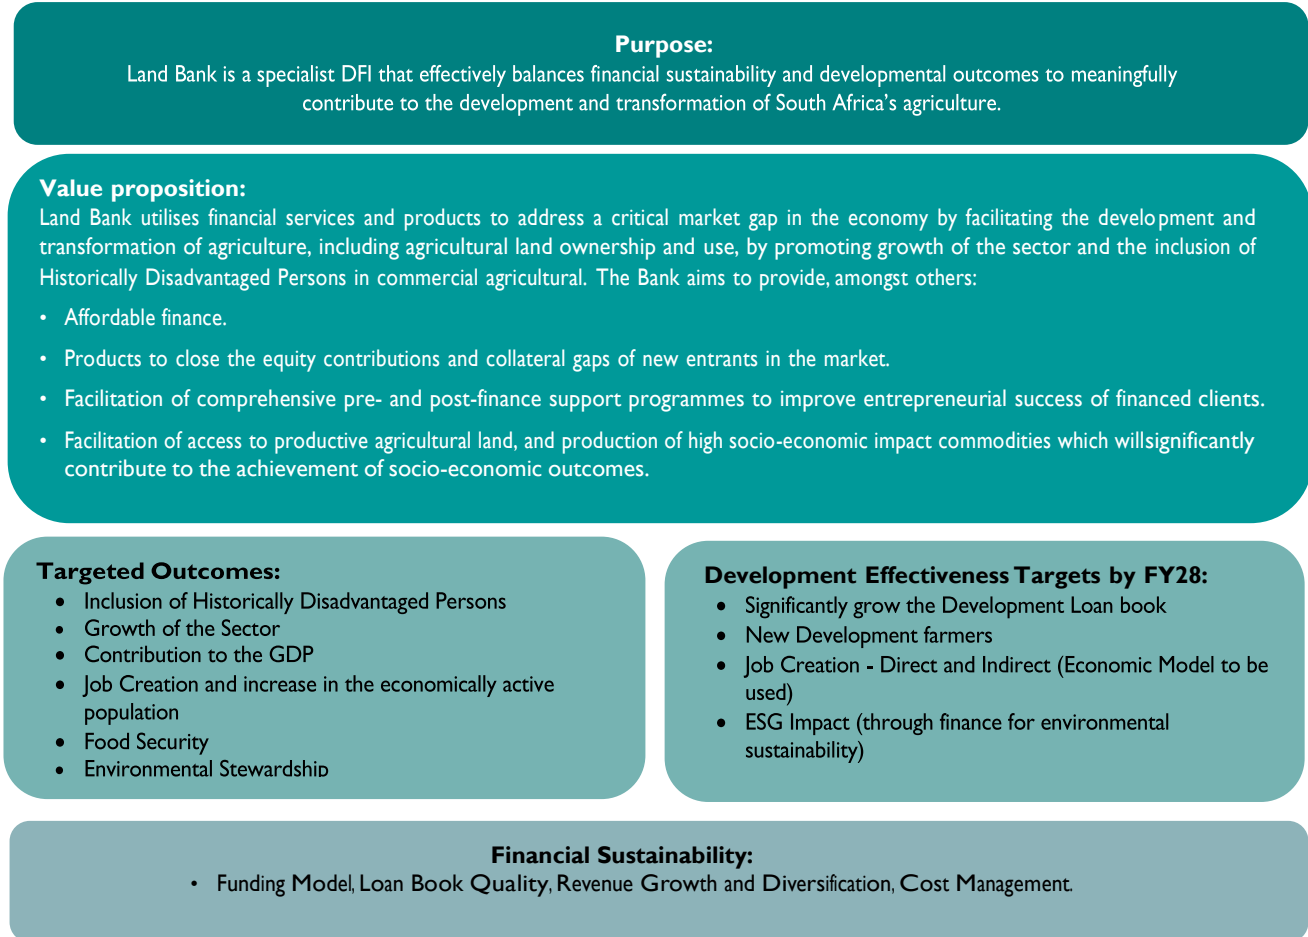 Purpose:
Land Bank is a specialist DFI that effectively balances financial sustainability and developmental outcomes to meaningfully
contribute to the development and transformation of South Africa's agriculture.
Value proposition:
Land Bank utilises financial services and products to address a critical market gap in the economy by facilitating the development and
transformation of agriculture, including agricultural land ownership and use, by promoting growth of the sector and the inclusion of
Historically Disadvantaged Persons in commercial agricultural. The Bank aims to provide, amongst others:
• Affordable finance.
• Products to close the equity contributions and collateral gaps of new entrants in the market.
• Facilitation of comprehensive pre- and post-finance support programmes to improve entrepreneurial success of financed clients.
• Facilitation of access to productive agricultural land, and production of high socio-economic impact commodities which willsignificantly
contribute to the achievement of socio-economic outcomes.
Targeted Outcomes:
• Inclusion of Historically Disadvantaged Persons
• Growth of the Sector
• Contribution to the GDP
• Job Creation and increase in the economically active
population
• Food Security
• Environmental Stewardship
Development Effectiveness Targets by FY28:
• Significantly grow the Development Loan book
• New Development farmers
• Job Creation - Direct and Indirect (Economic Model to be
used)
• ESG Impact (through finance for environmental
sustainability)
Financial Sustainability:
• Funding Model, Loan Book Quality, Revenue Growth and Diversification, Cost Management.